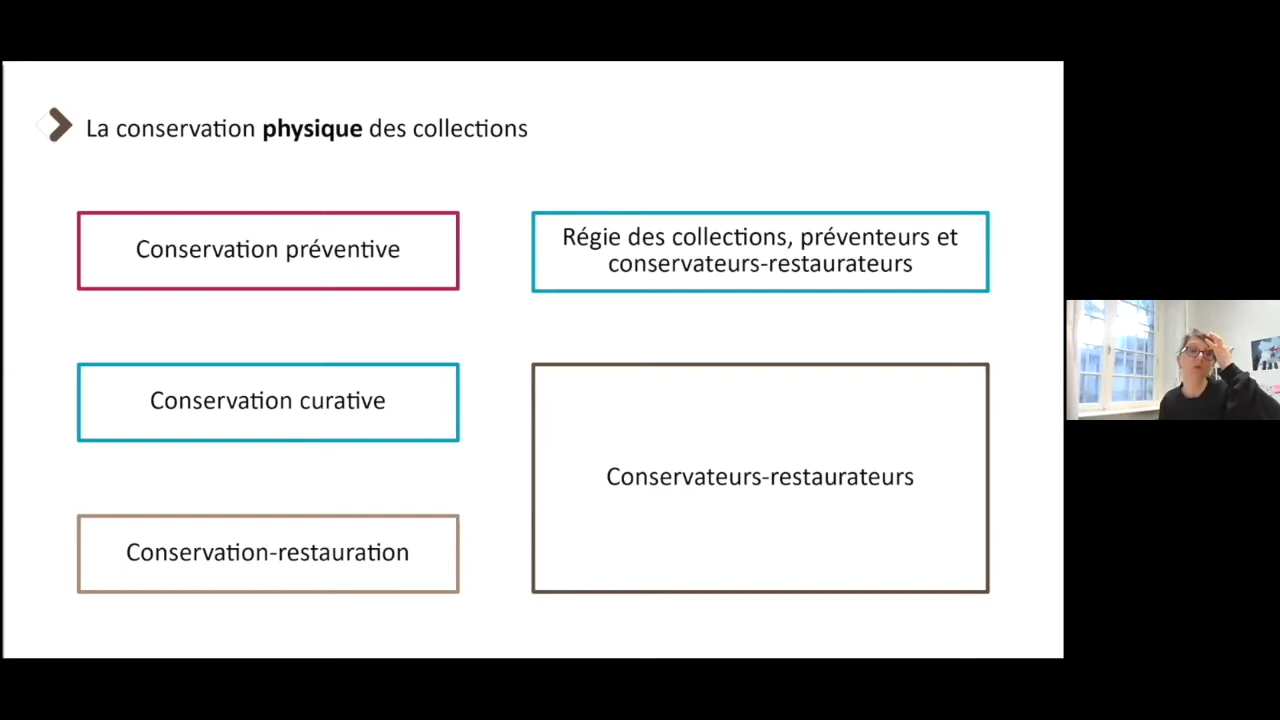 La conservation physique des collections
Conservation préventive
Régie des collections, préventeurs et
conservateurs-restaurateurs
Conservation curative
Conservateurs-restaurateurs
Conservation-restauration